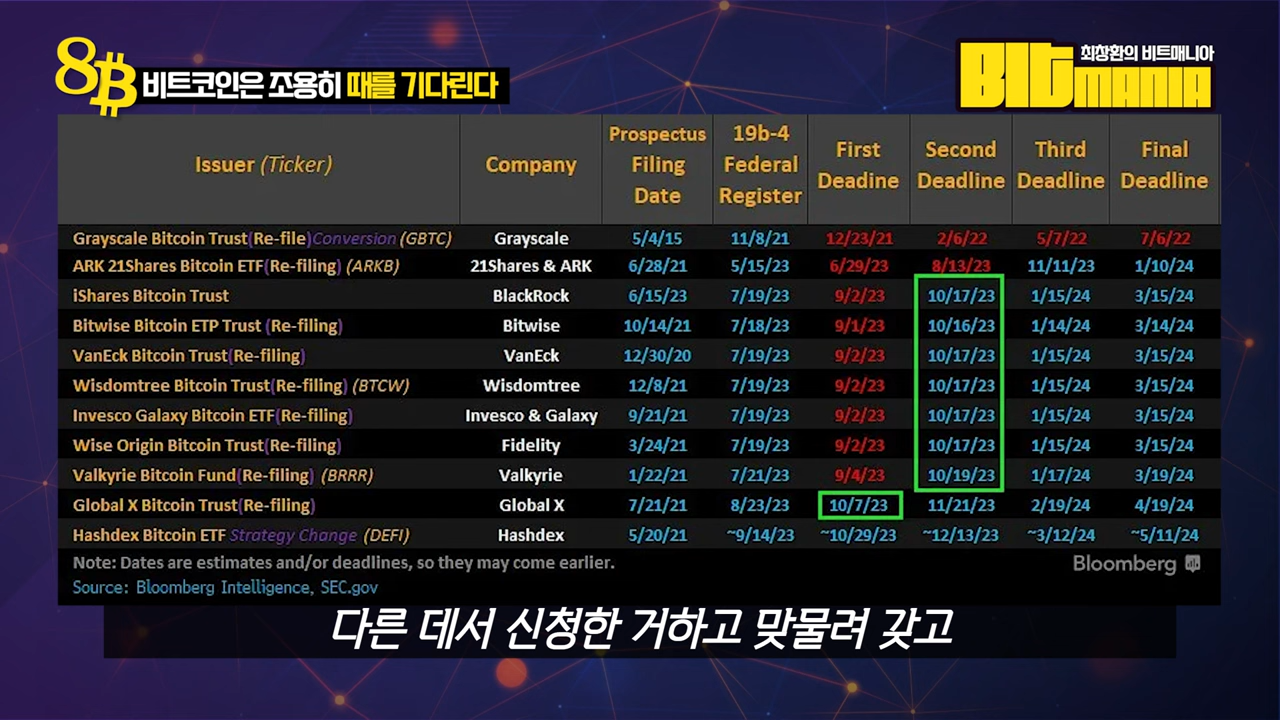 8₿ 비트코인은 조용히 때를 기다린다
최창환의 비트매니아
BIT MANIA
Issuer (Ticker) Company Prospectus Filing Date 19b-4 Federal Register First Deadine Second Deadline Third Deadline Final Deadline
Grayscale Bitcoin Trust(Re-file)Conversion (GBTC) Grayscale 5/4/15 11/8/21 12/23/21 2/6/22 5/7/22 7/6/22
ARK 21Shares Bitcoin ETF(Re-filing) (ARKB) 21Shares & ARK 6/28/21 5/15/23 6/29/23 8/13/23 11/11/23 1/10/24
iShares Bitcoin Trust BlackRock 6/15/23 7/19/23 9/2/23 10/17/23 1/15/24 3/15/24
Bitwise Bitcoin ETP Trust (Re-filing) Bitwise 10/14/21 7/18/23 9/1/23 10/16/23 1/14/24 3/14/24
VanEck Bitcoin Trust(Re-filing) VanEck 12/30/20 7/19/23 9/2/23 10/17/23 1/15/24 3/15/24
Wisdomtree Bitcoin Trust(Re-filing) (BTCW) Wisdomtree 12/8/21 7/19/23 9/2/23 10/17/23 1/15/24 3/15/24
Invesco Galaxy Bitcoin ETF(Re-filing) Invesco & Galaxy 9/21/21 7/19/23 9/2/23 10/17/23 1/15/24 3/15/24
Wise Origin Bitcoin Trust(Re-filing) Fidelity 3/24/21 7/19/23 9/2/23 10/17/23 1/15/24 3/15/24
Valkyrie Bitcoin Fund(Re-filing) (BRRR) Valkyrie 1/22/21 7/21/23 9/4/23 10/19/23 1/17/24 3/19/24
Global X Bitcoin Trust(Re-filing) Global X 7/21/21 8/23/23 10/7/23 11/21/23 2/19/24 4/19/24
Hashdex Bitcoin ETF Strategy Change (DEFI) Hashdex 5/20/21 ~9/14/23 ~10/29/23 ~12/13/23 ~3/12/24 ~5/11/24
Note: Dates are estimates and/or deadlines, so they may come earlier. Bloomberg
Source: Bloomberg Intelligence, SEC.gov
다른 데서 신청한 거하고 맞물려 갖고